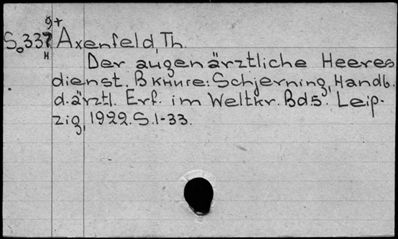 9+
S.337 Axenfeld, Th.
H
Der augenärztliche Heeres
dienst. В книге: Schjerning, Handb.
d. ärztl. Erf. im Weltkr. Bd 5. Leip-
zig, 1922. S. 1-33.